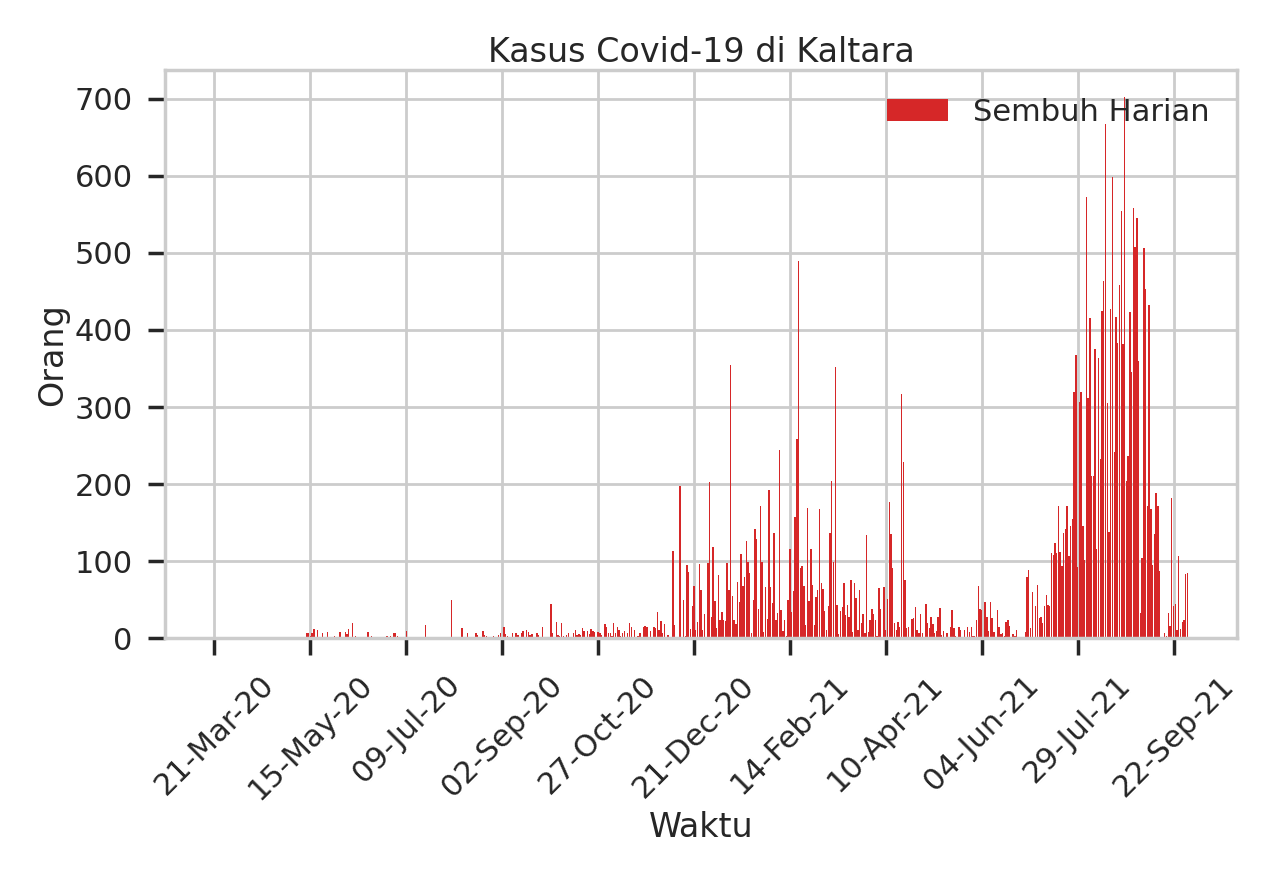 Kasus Covid-19 di Kaltara
Sembuh Harian
Orang
700
600
500
400
300
200
100
0
21-Mar-20
15-May-20
09-Jul-20
02-Sep-20
27-Oct-20
21-Dec-20
14-Feb-21
10-Apr-21
04-Jun-21
29-Jul-21
22-Sep-21
Waktu